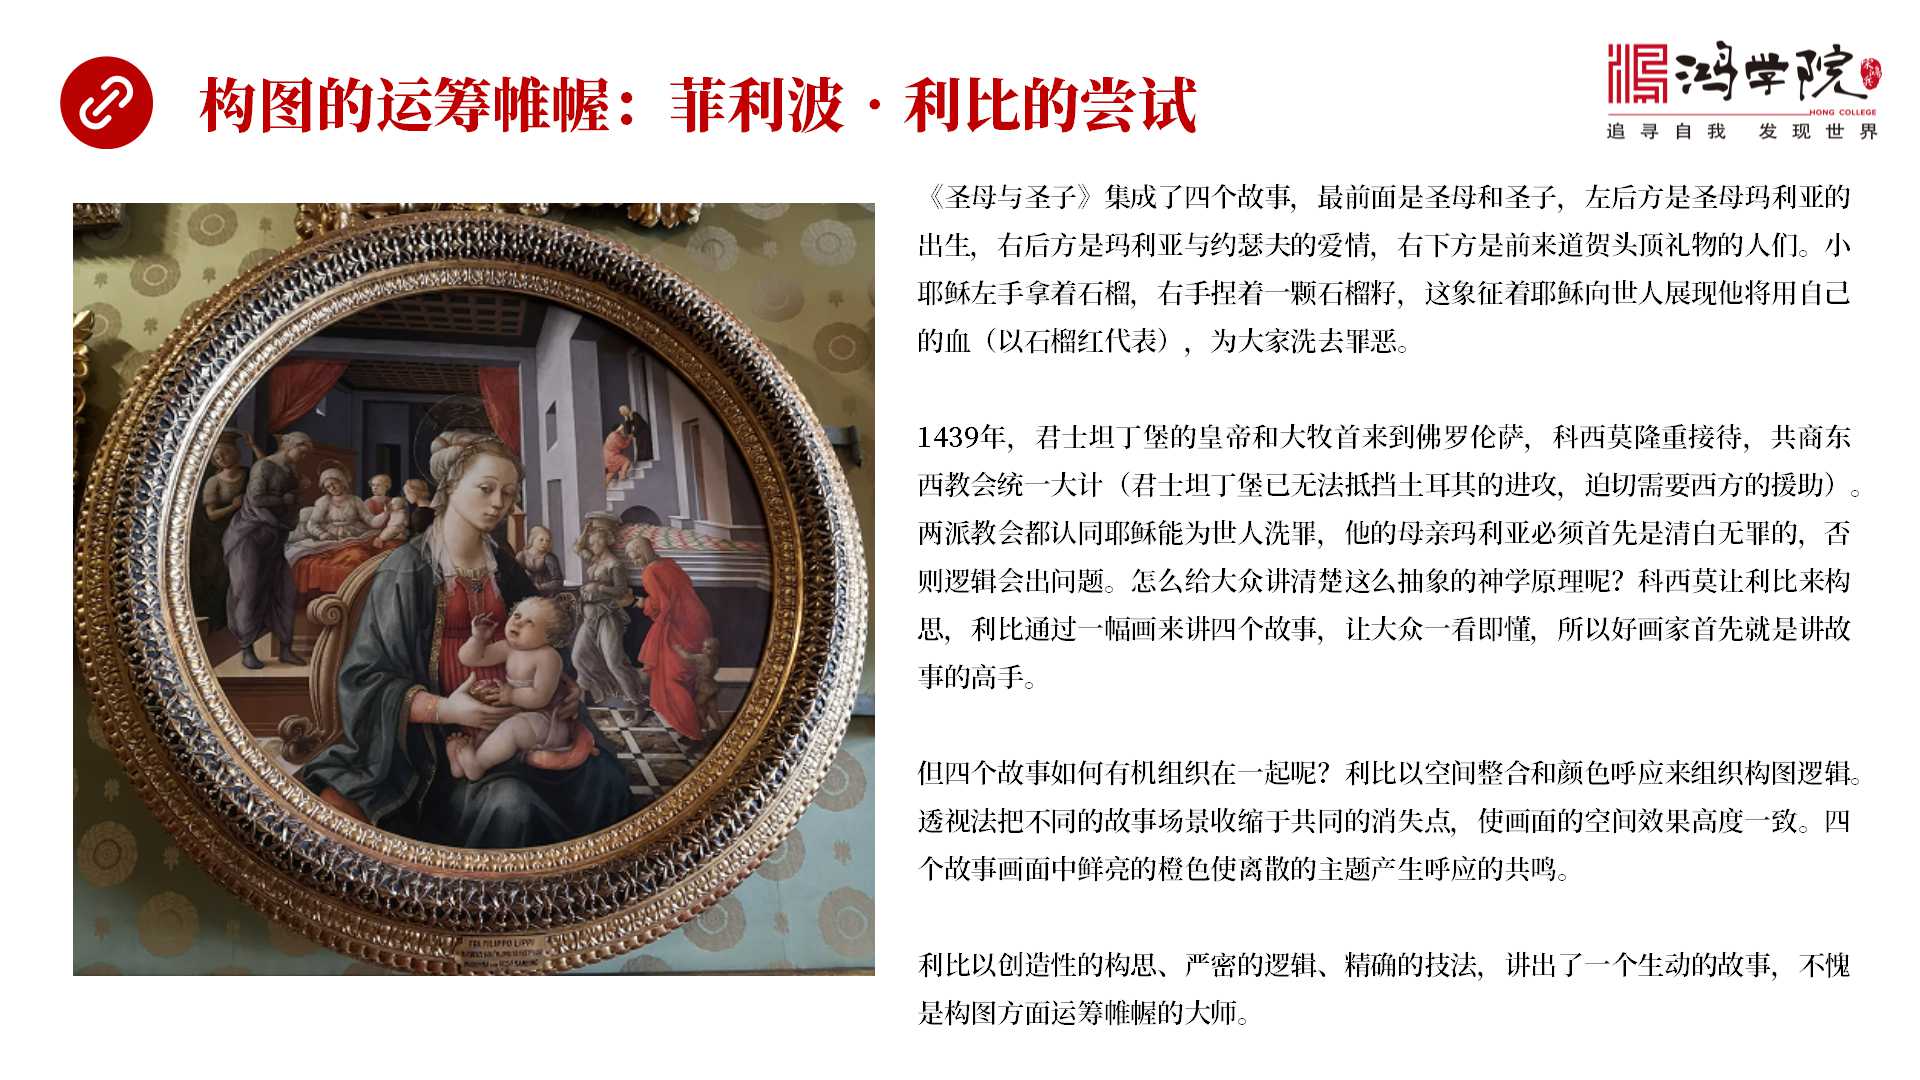 构图的运筹帷幄：菲利波·利比的尝试
鸿学院
HONG COLLEGE
追寻自我 发现世界
《圣母与圣子》集成了四个故事，最前面是圣母和圣子，左后方是圣母玛利亚的
出生，右后方是玛利亚与约瑟夫的爱情，右下方是前来道贺头顶礼物的人们。小
耶稣左手拿着石榴，右手捏着一颗石榴籽，这象征着耶稣向世人展现他将用自己
的血（以石榴红代表），为大家洗去罪恶。
1439年，君士坦丁堡的皇帝和大牧首来到佛罗伦萨，科西莫隆重接待，共商东
西教会统一大计（君士坦丁堡已无法抵挡土耳其的进攻，迫切需要西方的援助）。
两派教会都认同耶稣能为世人洗罪，他的母亲玛利亚必须首先是清白无罪的，否
则逻辑会出问题。怎么给大众讲清楚这么抽象的神学原理呢？科西莫让利比来构
思，利比通过一幅画来讲四个故事，让大众一看即懂，所以好画家首先就是讲故
事的高手。
但四个故事如何有机组织在一起呢？利比以空间整合和颜色呼应来组织构图逻辑。
透视法把不同的故事场景收缩于共同的消失点，使画面的空间效果高度一致。四
个故事画面中鲜亮的橙色使离散的主题产生呼应的共鸣。
利比以创造性的构思、严密的逻辑、精确的技法，讲出了一个生动的故事，不愧
是构图方面运筹帷幄的大师。
FRA FILIPPO LIPPI